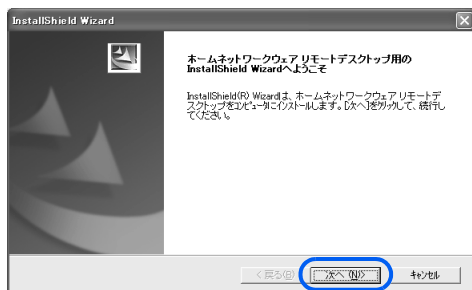 InstallShield Wizard
ホームネットワークウェア リモートデスクトップ用の
InstallShield Wizardへようこそ
InstallShield(R) Wizardは、ホームネットワークウェア リモートデ
スクトップをコンピュータにインストールします。[次へ]をクリックして、続行し
てください。
< 戻る(B)
次へ(N)>
キャンセル